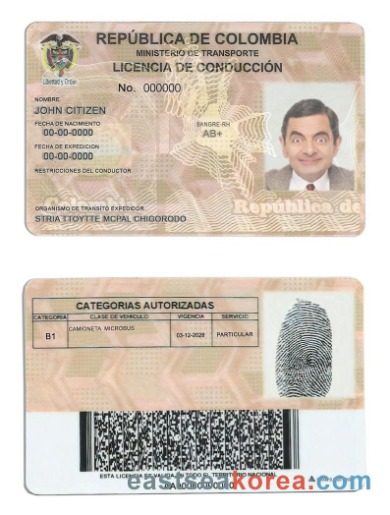 REPÚBLICA DE COLOMBIA
MINISTERIO DE TRANSPORTE
LICENCIA DE CONDUCCIÓN
Libertad y Orden
No. 000000
NOMBRE
JOHN CITIZEN
FECHA DE NACIMIENTO
00-00-0000
SANGRE-RH
AB+
FECHA DE EXPEDICION
00-00-0000
RESTRICCIONES DEL CONDUCTOR
República de
ORGANISMO DE TRANSITO EXPEDIDOR
STRIA TTOYTTE MCPAL CHIGORODO
CATEGORIAS AUTORIZADAS
CATEGORIA CLASE DE VEHICULO VIGENCIA SERVICIO
B1 CAMIONETA MICROBUS 03-12-2028 PARTICULAR
ESTA LICENCIA ES VALIDA EN TODO EL TERRITORIO NACIONAL
korea.com